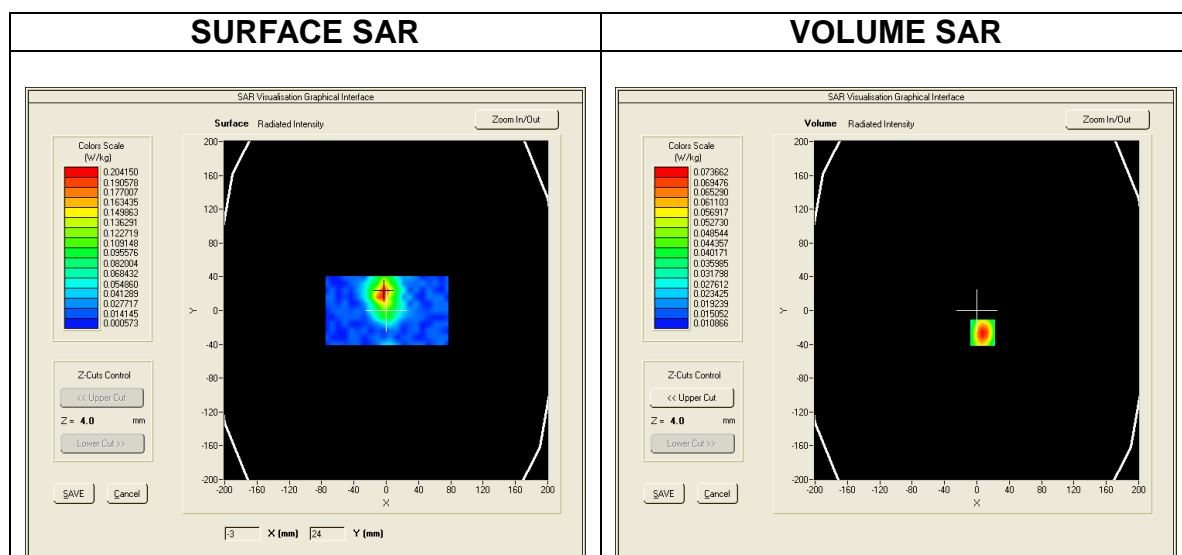 SURFACE SAR
VOLUME SAR
SAR Visualisation Graphical Interface
Surface Radiated Intensity
Zoom In/Out
Colors Scale
(W/kg)
0.204150
0.190578
0.177007
0.163435
0.149863
0.136291
0.122719
0.109148
0.095576
0.082004
0.068432
0.054860
0.041289
0.027717
0.014145
0.000573
Z-Cuts Control
<< Upper Cut
Z = 4.0 mm
Lower Cut >>
SAVE Cancel
200
160
120
80
40
0
-40
-80
-120
-160
-200
Y
-200 -160 -120 -80 -40 0 40 80 120 160 200
X
-3 X (mm) 24 Y (mm)
SAR Visualisation Graphical Interface
Volume Radiated Intensity
Zoom In/Out
Colors Scale
(W/kg)
0.073662
0.069476
0.065290
0.061103
0.056917
0.052730
0.048544
0.044357
0.040171
0.035985
0.031798
0.027612
0.023425
0.019239
0.015052
0.010866
Z-Cuts Control
<< Upper Cut
Z = 4.0 mm
Lower Cut >>
SAVE Cancel
200
160
120
80
40
0
-40
-80
-120
-160
-200
Y
-200 -160 -120 -80 -40 0 40 80 120 160 200
X